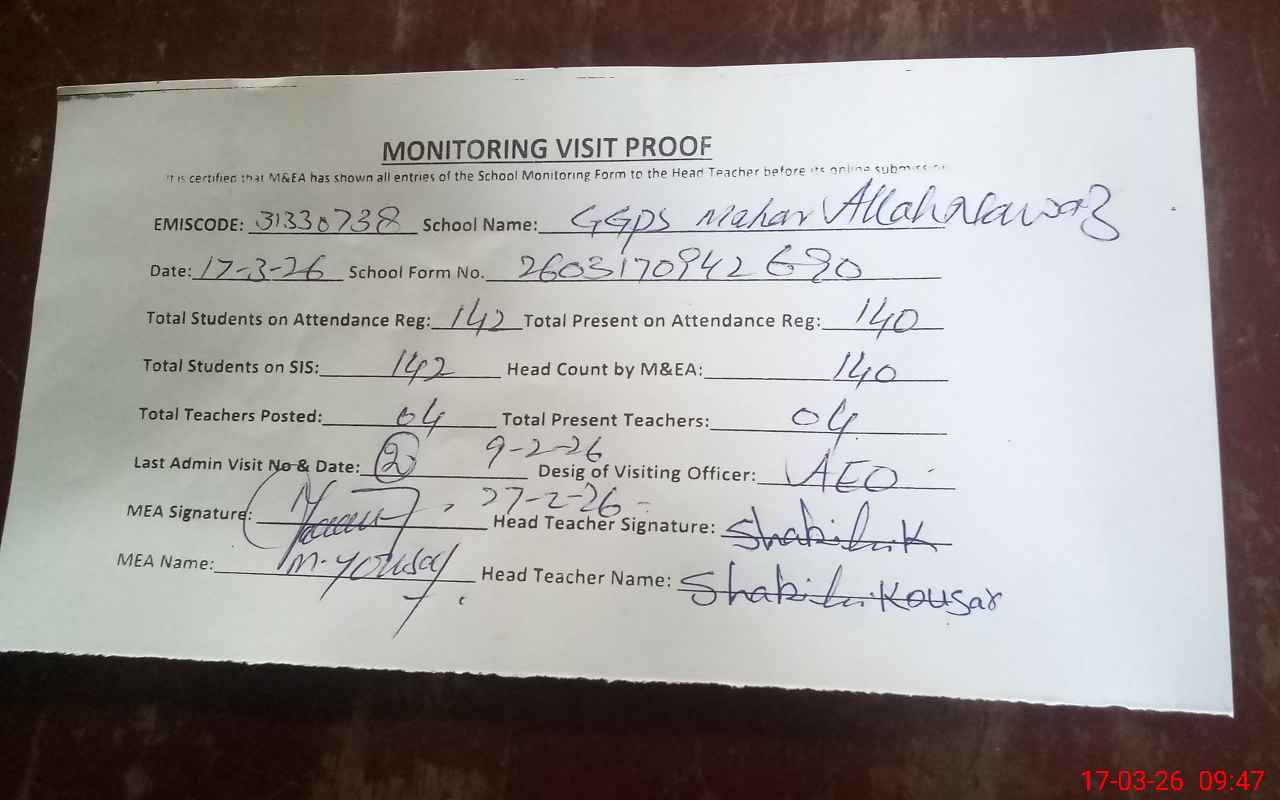 MONITORING VISIT PROOF
It is certified that M&EA has shown all entries of the School Monitoring Form to the Head Teacher before its online submission
EMISCODE: 31330738 School Name: GGPS Mahar Allah Nawaz
Date: 17-3-26 School Form No. 2603170942690
Total Students on Attendance Reg: 142 Total Present on Attendance Reg: 140
Total Students on SIS: 142 Head Count by M&EA: 140
Total Teachers Posted: 04 Total Present Teachers: 04
Last Admin Visit No & Date: 2 9-2-26 Desig of Visiting Officer: AEO
MEA Signature: 27-2-26 Head Teacher Signature: Shabihi K
MEA Name: M. Yousaf Head Teacher Name: Kousar
17-03-26 09:47